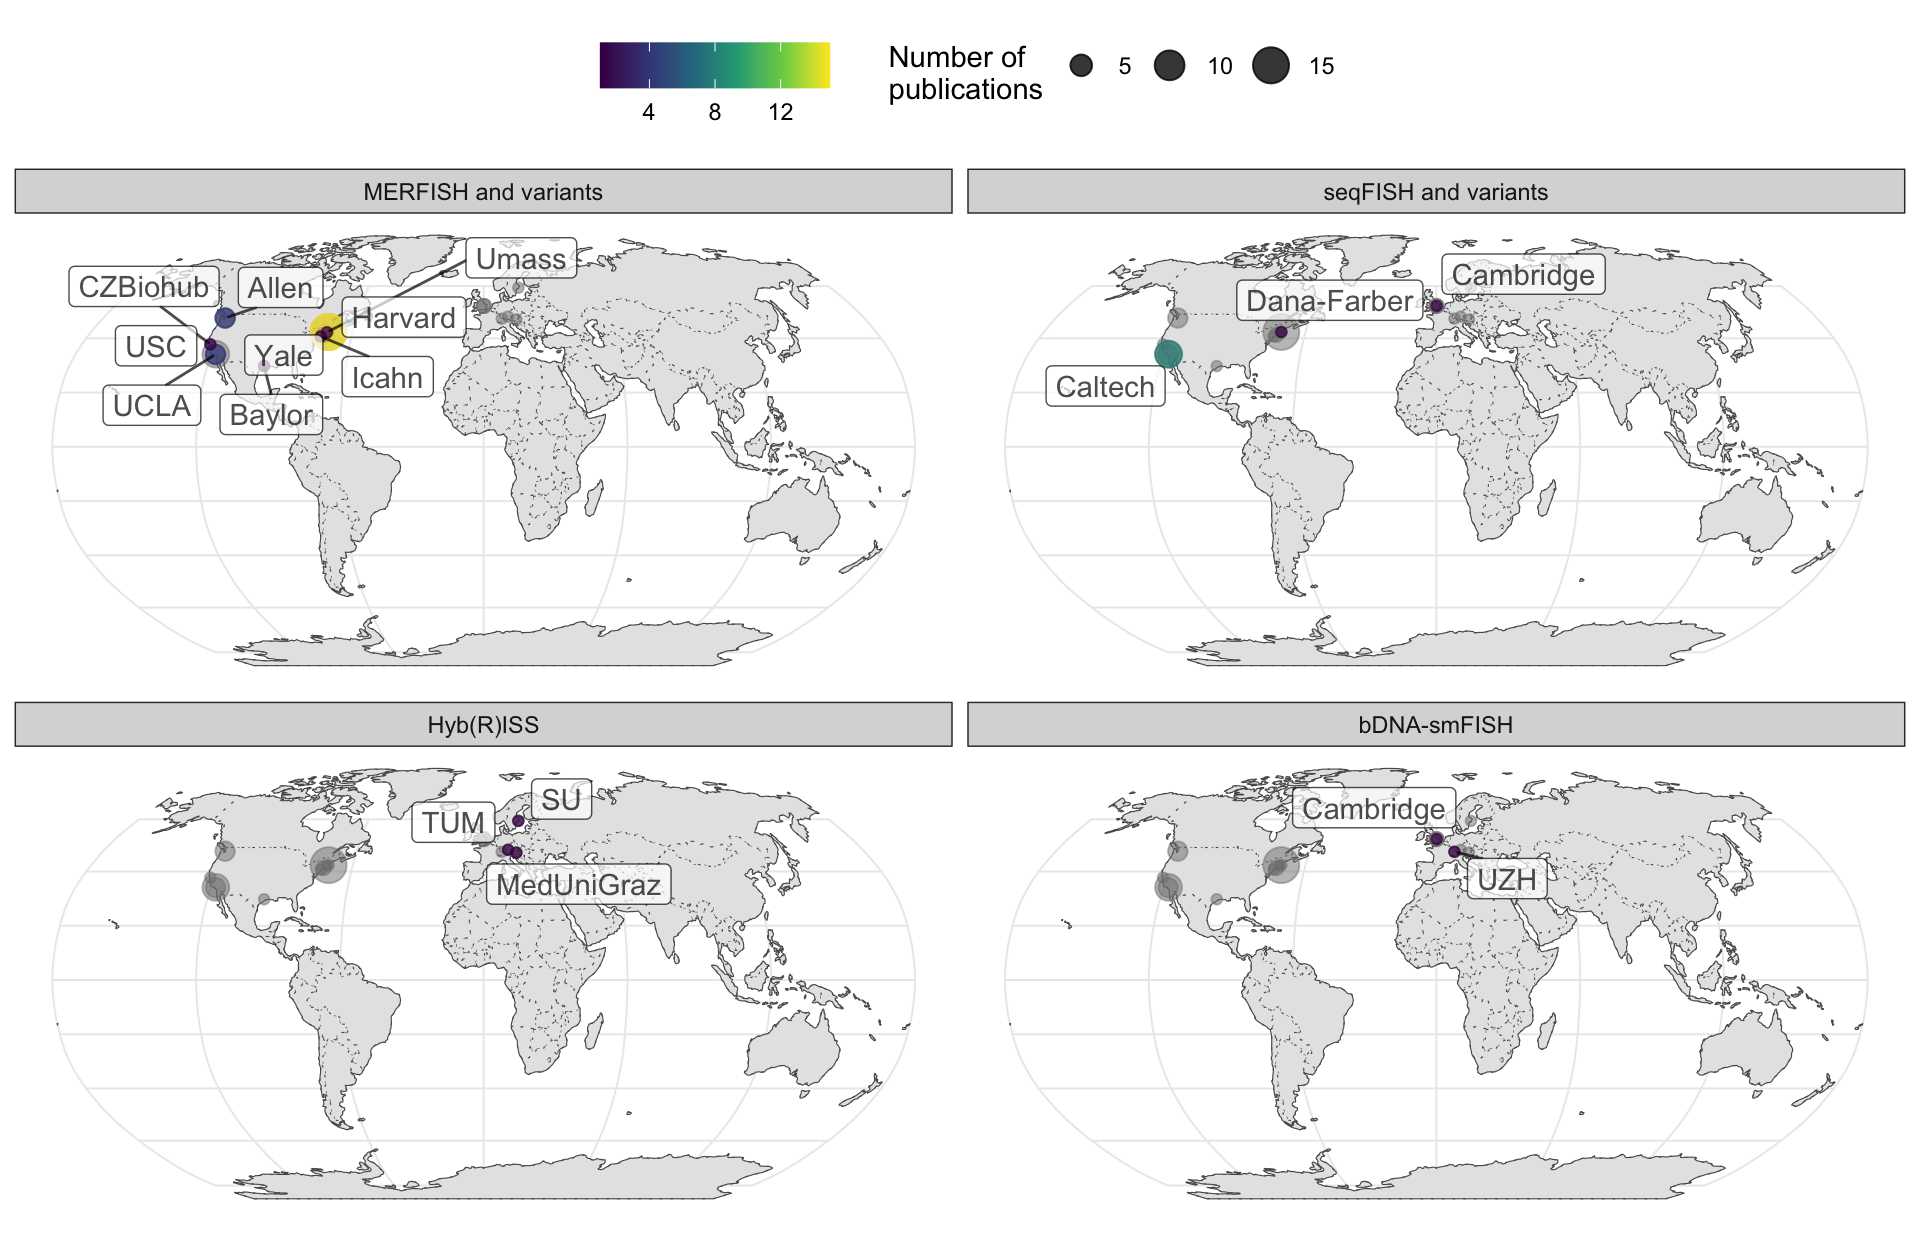 Number of
publications
5
10
15
4
8
12
MERFISH and variants
seqFISH and variants
Umass
CZBiohub
Allen
Harvard
USC
Yale
Icahn
UCLA
Baylor
Cambridge
Dana-Farber
Caltech
Hyb(R)ISS
bDNA-smFISH
SU
TUM
MedUniGraz
Cambridge
UZH